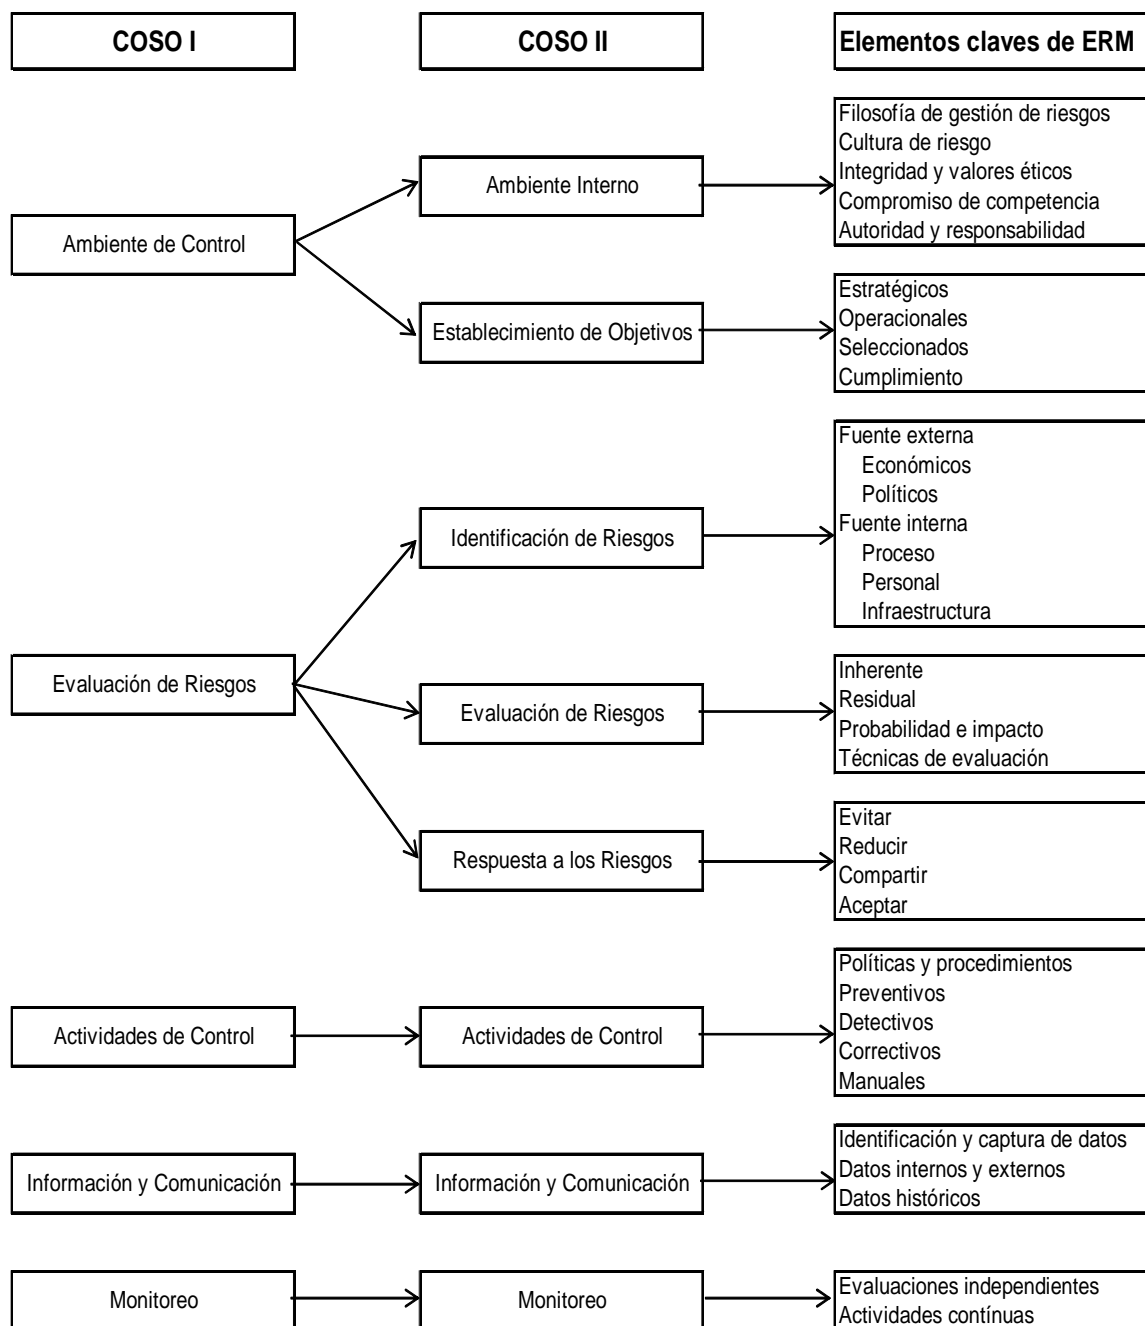 COSO I
COSO II
Elementos claves de ERM
Ambiente de Control
Ambiente Interno
Filosofía de gestión de riesgos
Cultura de riesgo
Integridad y valores éticos
Compromiso de competencia
Autoridad y responsabilidad
Establecimiento de Objetivos
Estratégicos
Operacionales
Seleccionados
Cumplimiento
Evaluación de Riesgos
Identificación de Riesgos
Fuente externa
Económicos
Políticos
Fuente interna
Proceso
Personal
Infraestructura
Evaluación de Riesgos
Inherente
Residual
Probabilidad e impacto
Técnicas de evaluación
Respuesta a los Riesgos
Evitar
Reducir
Compartir
Aceptar
Actividades de Control
Actividades de Control
Políticas y procedimientos
Preventivos
Detectivos
Correctivos
Manuales
Información y Comunicación
Información y Comunicación
Identificación y captura de datos
Datos internos y externos
Datos históricos
Monitoreo
Monitoreo
Evaluaciones independientes
Actividades contínuas